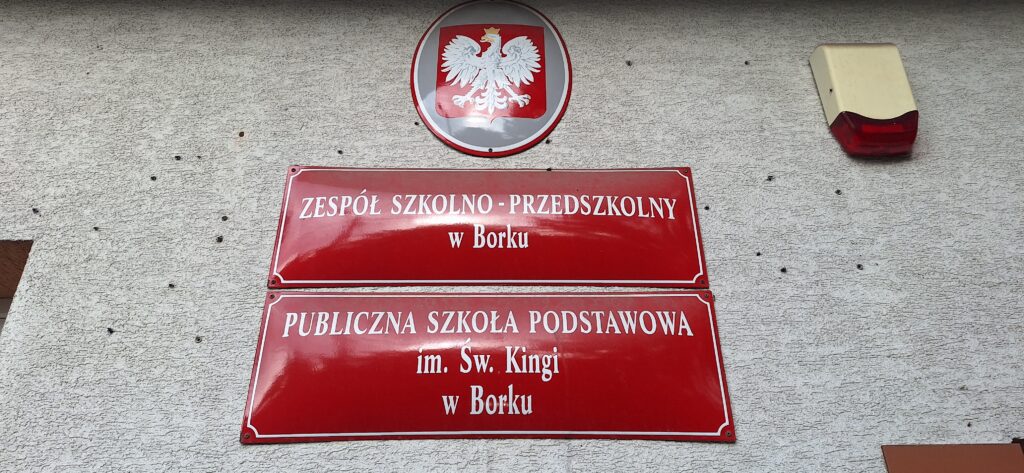 ZESPÓŁ SZKOLNO - PRZEDSZKOLNY
w Borku
PUBLICZNA SZKOŁA PODSTAWOWA
im. Św. Kingi
w Borku